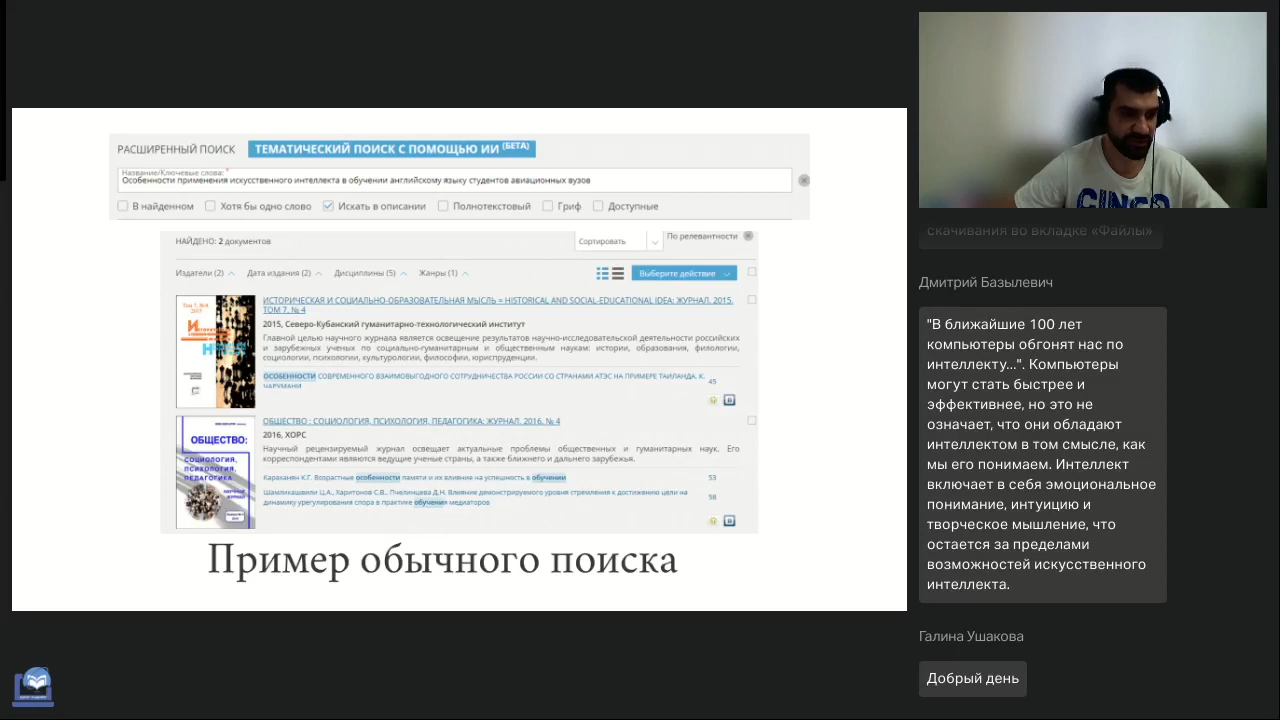 РАСШИРЕННЫЙ ПОИСК
ТЕМАТИЧЕСКИЙ ПОИСК С ПОМОЩЬЮ ИИ (БЕТА)
Название/Ключевые слова: *
Особенности применения искусственного интеллекта в обучении английскому языку студентов авиационных вузов
В найденном
Хотя бы одно слово
Искать в описании
Полнотекстовый
Гриф
Доступные
НАЙДЕНО: 2 документов
Сортировать
По релевантности
Издатели (2)
Дата издания (2)
Дисциплины (5)
Жанры (1)
Выберите действие
ИСТОРИЧЕСКАЯ И СОЦИАЛЬНО-ОБРАЗОВАТЕЛЬНАЯ МЫСЛЬ = HISTORICAL AND SOCIAL-EDUCATIONAL IDEA: ЖУРНАЛ. 2015.
ТОМ 7, № 4
2015, Северо-Кубанский гуманитарно-технологический институт
Главной целью научного журнала является освещение результатов научно-исследовательской деятельности российских
и зарубежных ученых по социально-гуманитарным и общественным наукам: истории, образования, филологии,
социологии, психологии, культурологии, философии, юриспруденции.
ОСОБЕННОСТИ СОВРЕМЕННОГО ВЗАИМОВЫГОДНОГО СОТРУДНИЧЕСТВА РОССИИ СО СТРАНАМИ АТЭС НА ПРИМЕРЕ ТАИЛАНДА. К.
ЧАРУМАНИ
45
ОБЩЕСТВО:
СОЦИОЛОГИЯ,
ПСИХОЛОГИЯ,
ПЕДАГОГИКА
ОБЩЕСТВО : СОЦИОЛОГИЯ, ПСИХОЛОГИЯ, ПЕДАГОГИКА: ЖУРНАЛ. 2016. № 4
2016, ХОРС
Научный рецензируемый журнал освещает актуальные проблемы общественных и гуманитарных наук. Его
корреспондентами являются ведущие ученые страны, а также ближнего и дальнего зарубежья.
Караханян К.Г. Возрастные особенности памяти и их влияние на успешность в обучении
53
Шамликашвили Ц.А., Харитонов С.В., Пчелинцева Д.Н. Влияние демонстрируемого уровня стремления к достижению цели на
динамику урегулирования спора в практике обучения медиаторов
58
Пример обычного поиска
скачивания во вкладке «Файлы»
Дмитрий Базылевич
"В ближайшие 100 лет
компьютеры обгонят нас по
интеллекту...". Компьютеры
могут стать быстрее и
эффективнее, но это не
означает, что они обладают
интеллектом в том смысле, как
мы его понимаем. Интеллект
включает в себя эмоциональное
понимание, интуицию и
творческое мышление, что
остается за пределами
возможностей искусственного
интеллекта.
Галина Ушакова
Добрый день